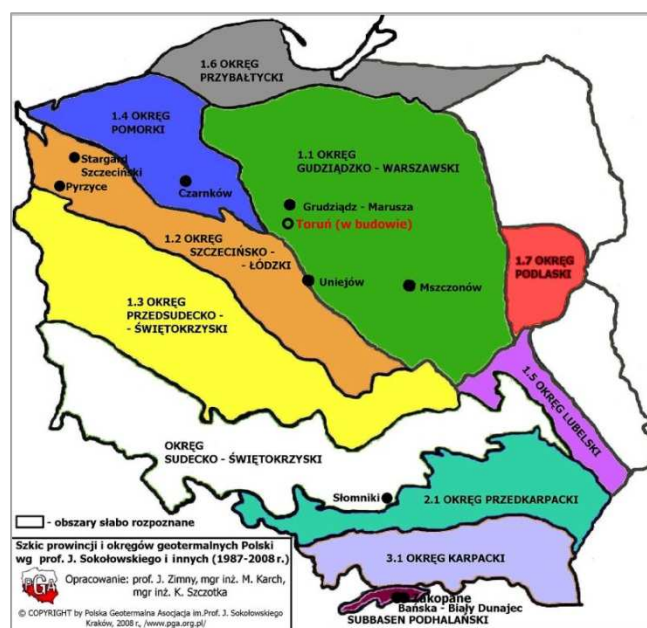 1.6 OKRĘG
PRZYBAŁTYCKI
1.4 OKRĘG
POMORKI
Stargard
Szczeciński
Pyrzyce
Czarnków
1.1 OKRĘG
GUDZIĄDZKO - WARSZAWSKI
Grudziądz - Marusza
Toruń (w budowie)
1.2 OKRĘG
SZCZECIŃSKO -
- ŁÓDZKI
Uniejów
Mszczonów
1.7 OKRĘG
PODLASKI
1.3 OKRĘG
PRZEDSUDECKO -
- ŚWIĘTOKRZYSKI
1.5 OKRĘG LUBELSKI
OKRĘG
SUDECKO - ŚWIĘTOKRZYSKI
Słomniki
2.1 OKRĘG PRZEDKARPACKI
3.1 OKRĘG KARPACKI
Zakopane
Bańska - Biały Dunajec
SUBBASEN PODHALAŃSKI
- obszary słabo rozpoznane
Szkic prowincji i okręgów geotermalnych Polski
wg prof. J. Sokołowskiego i innych (1987-2008 r.)
PGA
Opracowanie: prof. J. Zimny, mgr inż. M. Karch,
mgr inż. K. Szczotka
© COPYRIGHT by Polska Geotermalna Asocjacja im.Prof. J. Sokołowskiego
Kraków, 2008 r., /www.pga.org.pl/